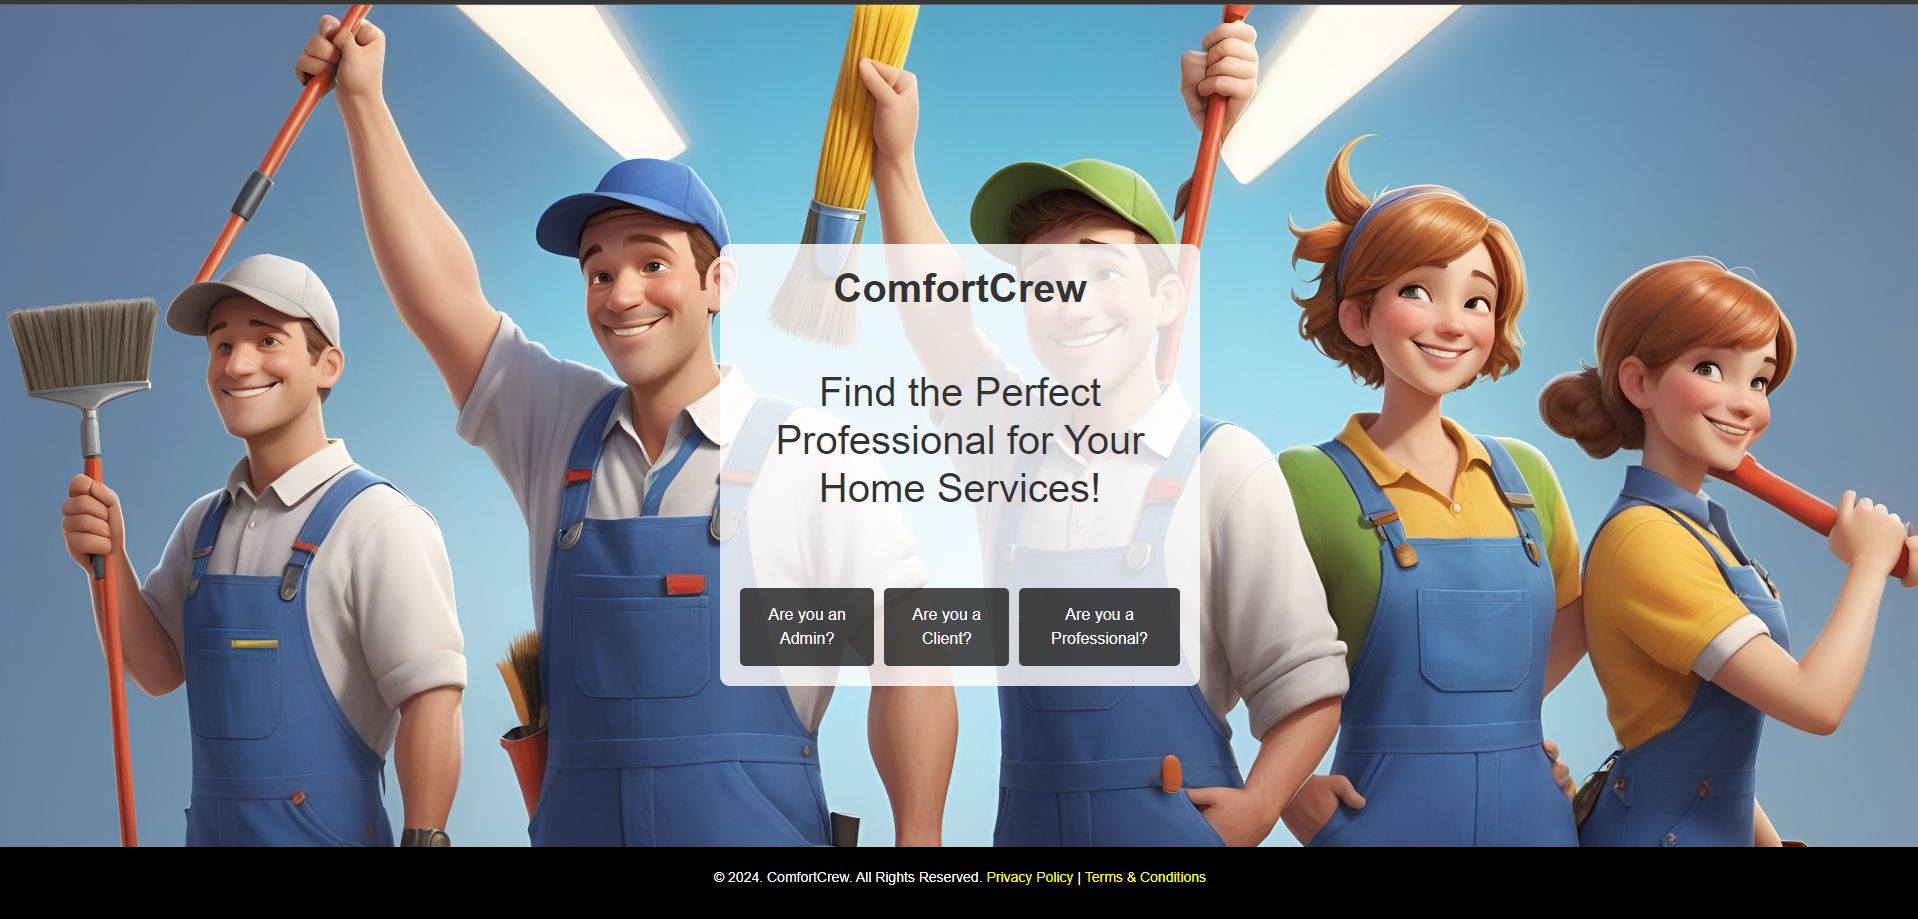 ComfortCrew
Find the Perfect
Professional for Your
Home Services!
Are you an
Admin?
Are you a
Client?
Are you a
Professional?
© 2024. ComfortCrew. All Rights Reserved. Privacy Policy | Terms & Conditions